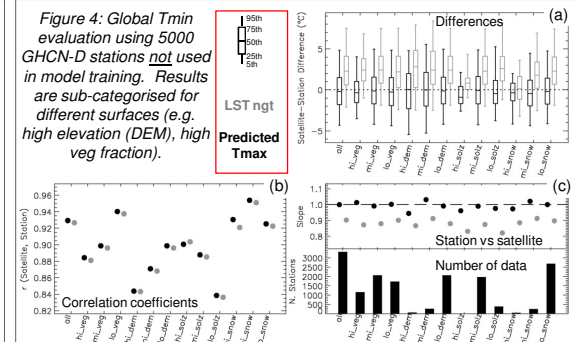 Figure 4: Global Tmin
evaluation using 5000
GHCN-D stations not used
in model training. Results
are sub-categorised for
different surfaces (e.g.
high elevation (DEM), high
veg fraction).
95th
75th
50th
25th
5th
LST ngt
Predicted
Tmax
(a)
Differences
Satellite-Station Difference (°C)
5
0
-5
all
hi_veg
mi_veg
lo_veg
hi_dem
mi_dem
lo_dem
hi_solz
mi_solz
lo_solz
hi_snow
mi_snow
lo_snow
(b)
r (Satellite, Station)
0.96
0.92
0.88
0.84
0.82
Correlation coefficients
all
hi_veg
mi_veg
lo_veg
hi_dem
mi_dem
lo_dem
hi_solz
mi_solz
lo_solz
hi_snow
mi_snow
lo_snow
(c)
Slope
1.1
1.0
0.9
0.8
Station vs satellite
Number of data
N. Stations
3000
2500
2000
1500
1000
500
0
all
hi_veg
mi_veg
lo_veg
hi_dem
mi_dem
lo_dem
hi_solz
mi_solz
lo_solz
hi_snow
mi_snow
lo_snow